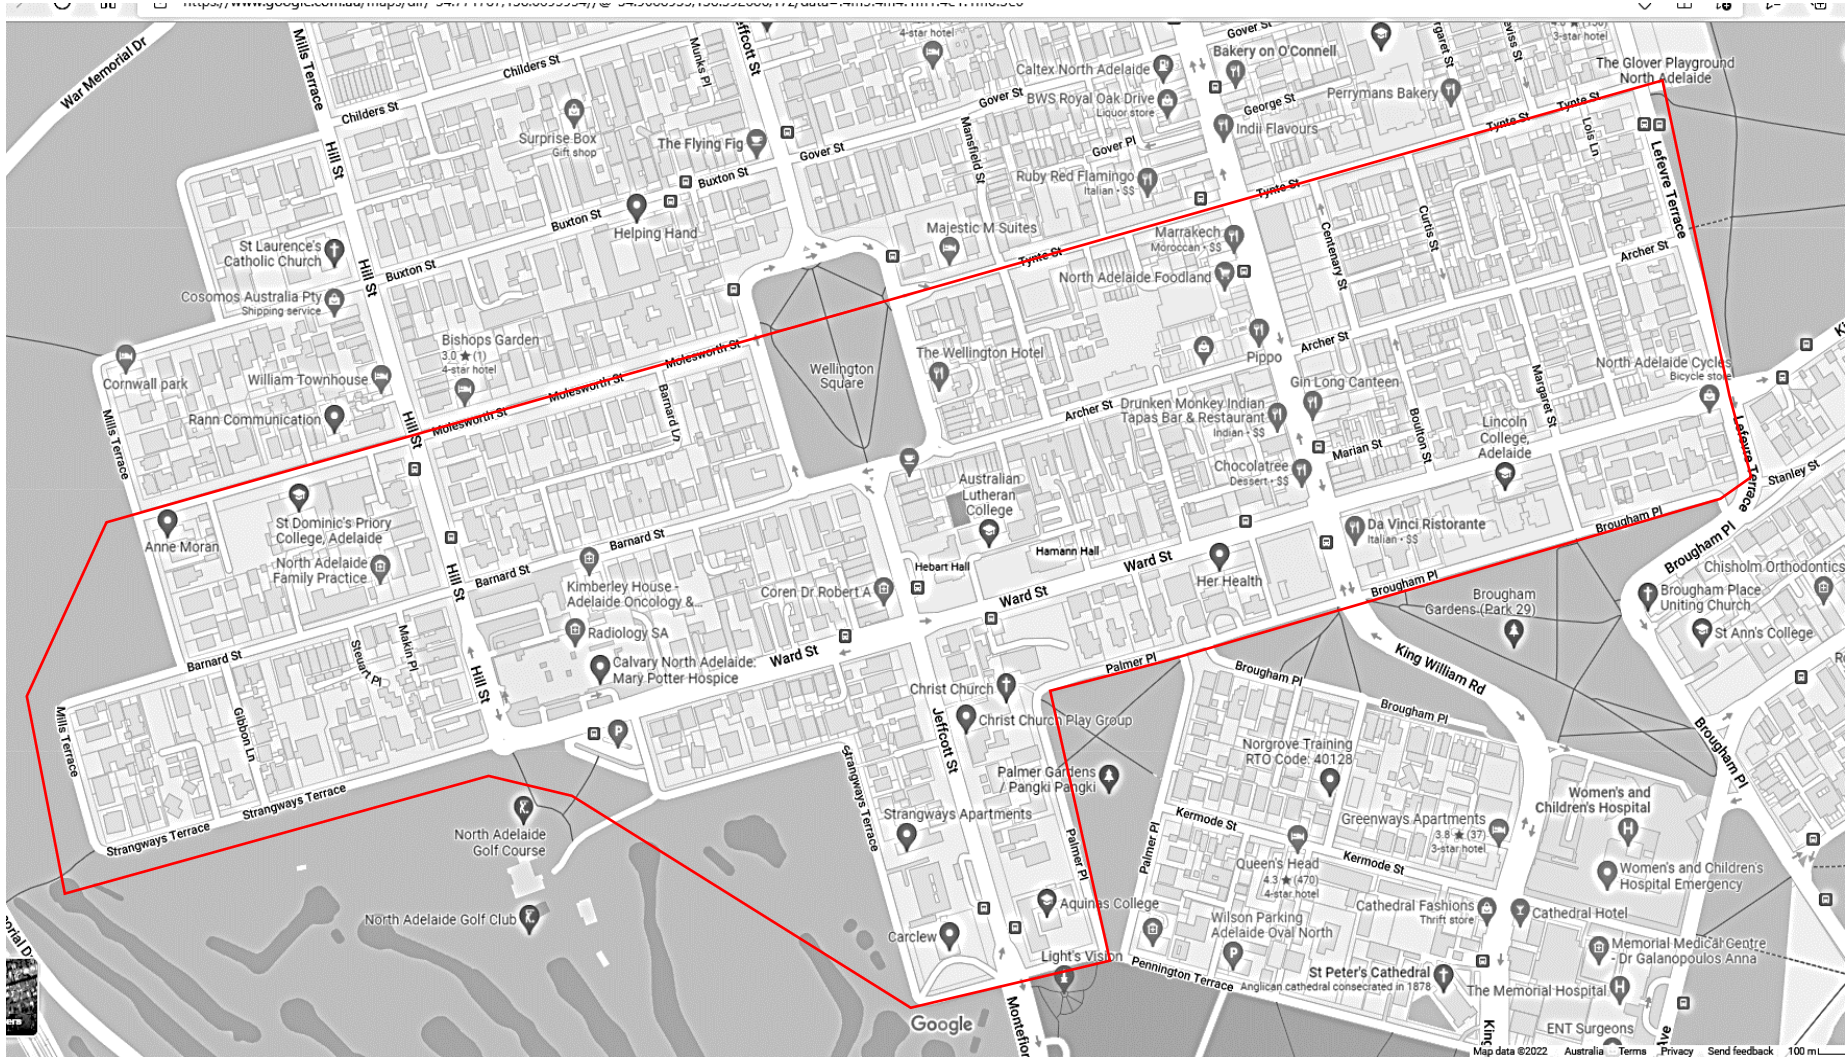 War Memorial Dr
Mills Terrace
Childers St
Childers St
Munks Pl
4-star hotel
Gover St
Caltex North Adelaide
BWS Royal Oak Drive
Liquor store
Bakery on O'Connell
Gover St
George St
Perrymans Bakery
3-star hotel
The Glover Playground
North Adelaide
Tynte St
Tynte St
Lois Ln
Lefevre Terrace
Indii Flavours
Surprise Box
Gift shop
The Flying Fig
Hill St
Gover St
Gover Pl
Mansfield St
Ruby Red Flamingo
Italian • $$
Buxton St
Buxton St
Helping Hand
Tynte St
Majestic M Suites
Marrakech
Moroccan • $$
Tynte St
North Adelaide Foodland
Centenary St
Curtis St
Archer St
St Laurence's
Catholic Church
Hill St
Buxton St
Cosomos Australia Pty
Shipping service
Bishops Garden
3.0 ★ (1)
4-star hotel
Molesworth St
Molesworth St
Molesworth St
Cornwall park
William Townhouse
Rann Communication
Mills Terrace
Hill St
Barnard Ln
Wellington
Square
The Wellington Hotel
Archer St
Pippo
Archer St
Gin Long Canteen
Drunken Monkey Indian
Tapas Bar & Restaurant
Indian • $$
Chocolatree
Dessert • $$
Marian St
Boulton St
Margaret St
North Adelaide Cycles
Bicycle store
Lincoln
College,
Adelaide
Lefevre Terrace
Stanley St
Anne Moran
St Dominic's Priory
College, Adelaide
North Adelaide
Family Practice
Australian
Lutheran
College
Hebart Hall
Hamann Hall
Da Vinci Ristorante
Italian • $$
Brougham Pl
Brougham Pl
Hill St
Barnard St
Barnard St
Kimberley House -
Adelaide Oncology &...
Coren Dr Robert A
Ward St
Ward St
Her Health
Brougham Pl
Brougham
Gardens (Park 29)
Chisholm Orthodontics
Brougham Place
Uniting Church
St Ann's College
Radiology SA
Calvary North Adelaide:
Mary Potter Hospice
Ward St
Makin Pl
Steuart Pl
Barnard St
Hill St
Gibbon Ln
Mills Terrace
Strangways Terrace
Strangways Terrace
Christ Church
Christ Church Play Group
Jeffcott St
Palmer Pl
Brougham Pl
Brougham Pl
King William Rd
Brougham Pl
Norgrove Training
RTO Code: 40128
Palmer Gardens
/ Pangki Pangki
Strangways Terrace
Strangways Apartments
Palmer Pl
Palmer Pl
Kermode St
Kermode St
Greenways Apartments
3.8 ★ (37)
3-star hotel
Women's and
Children's Hospital
Women's and Children's
Hospital Emergency
Queen's Head
4.3 ★ (470)
4-star hotel
North Adelaide
Golf Course
North Adelaide Golf Club
Aquinas College
Carclew
Light's Vision
Wilson Parking
Adelaide Oval North
Cathedral Fashions
Thrift store
Cathedral Hotel
Memorial Medical Centre
- Dr Galanopoulos Anna
Pennington Terrace
St Peter's Cathedral
Anglican cathedral consecrated in 1878
The Memorial Hospital
ENT Surgeons
Google
Map data ©2022
Australia
Terms
Privacy
Send feedback
100 m